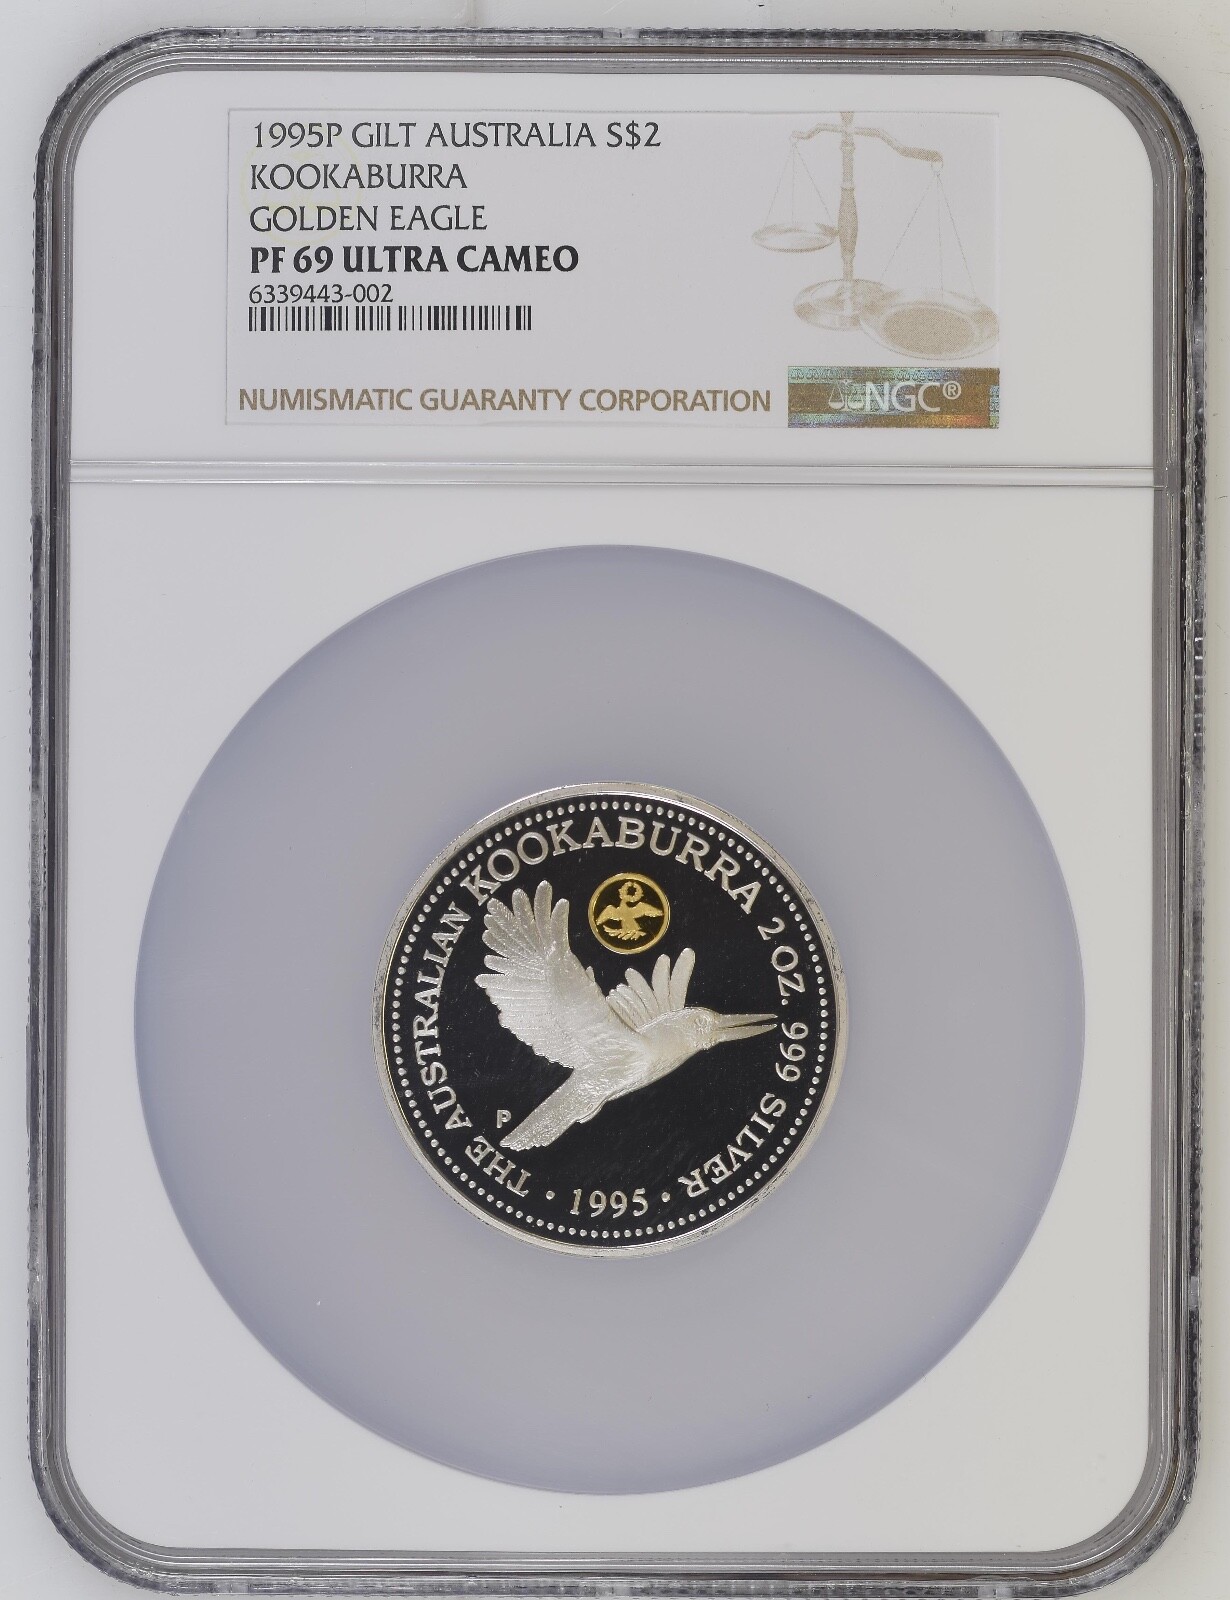 1995P GILT AUSTRALIA S$2
KOOKABURRA
GOLDEN EAGLE
PF 69 ULTRA CAMEO
6339443-002
NUMISMATIC GUARANTY CORPORATION
NGC®
THE AUSTRALIAN KOOKABURRA 2 OZ. 999 SILVER
P
· 1995 ·